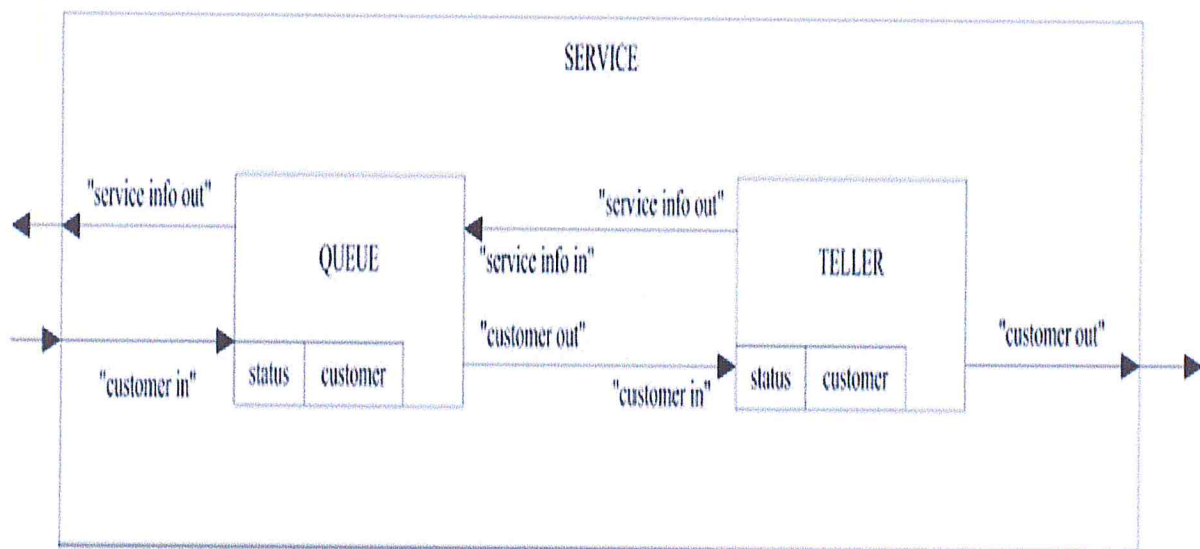 SERVICE
"service info out"
"service info out"
QUEUE
"service info in"
TELLER
"customer out"
"customer out"
"customer in"
status
customer
"customer in"
status
customer